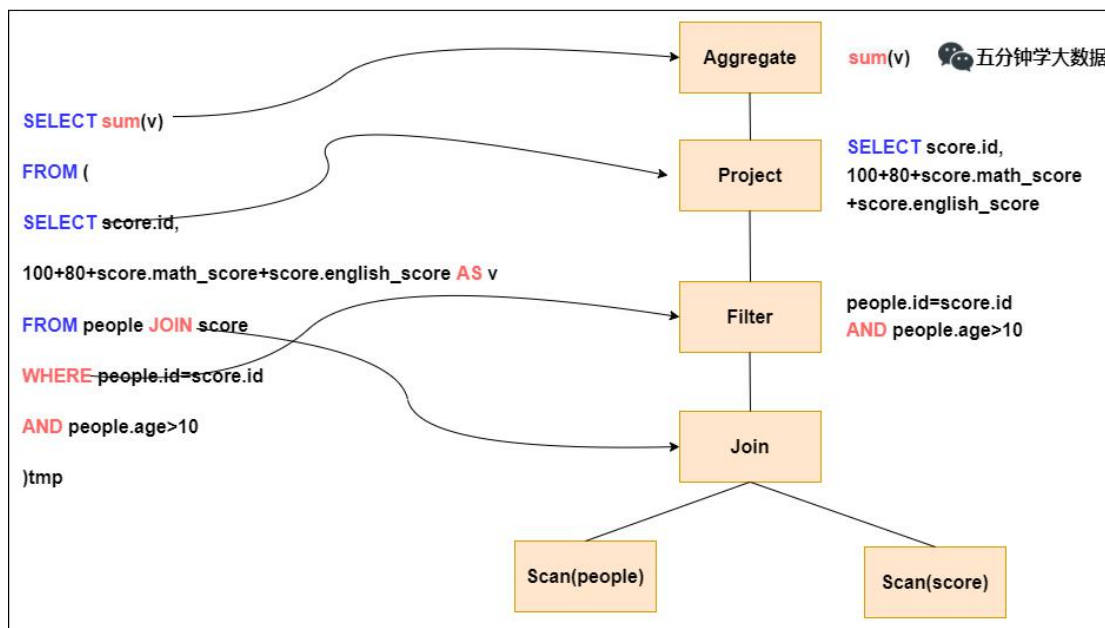 SELECT sum(v)
FROM (
SELECT score.id,
100+80+score.math_score+score.english_score AS v
FROM people JOIN score
WHERE people.id=score.id
AND people.age>10
)tmp
Aggregate
sum(v)
五分钟学大数据
Project
SELECT score.id,
100+80+score.math_score
+score.english_score
Filter
people.id=score.id
AND people.age>10
Join
Scan(people)
Scan(score)